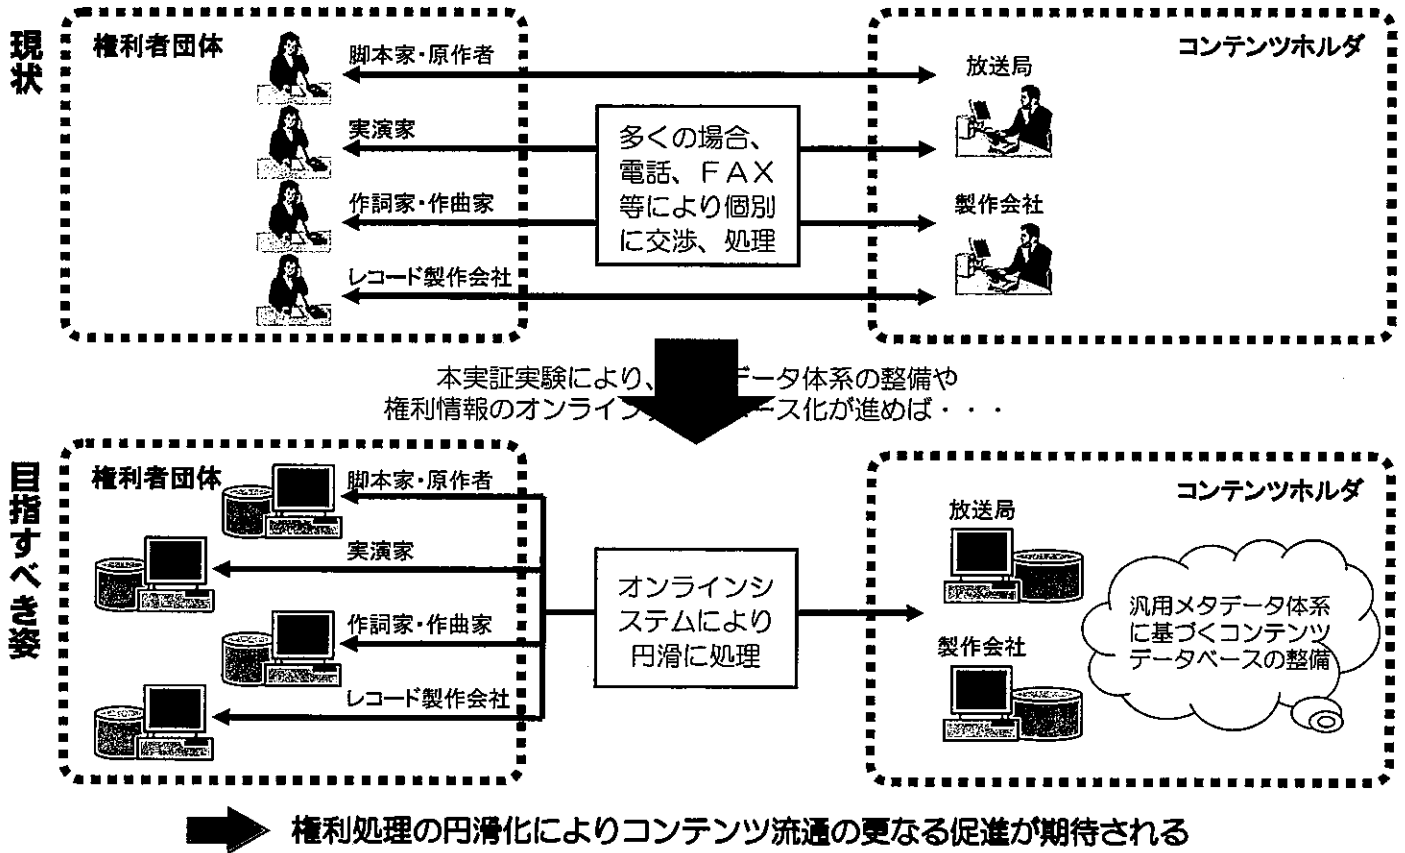 現状
権利者団体
脚本家・原作者
実演家
作詞家・作曲家
レコード製作会社
多くの場合、
電話、ＦＡＸ
等により個別
に交渉、処理
コンテンツホルダ
放送局
製作会社
本実証実験により、
データ体系の整備や
権利情報のオンライン
ース化が進めば・・・
目指すべき姿
権利者団体
脚本家・原作者
実演家
作詞家・作曲家
レコード製作会社
オンラインシ
ステムにより
円滑に処理
コンテンツホルダ
放送局
製作会社
汎用メタデータ体系
に基づくコンテンツ
データベースの整備
権利処理の円滑化によりコンテンツ流通の更なる促進が期待される